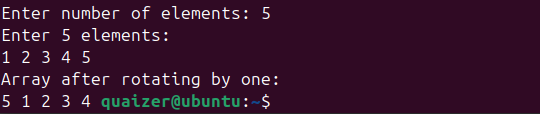 Enter number of elements: 5
Enter 5 elements:
1 2 3 4 5
Array after rotating by one:
5 1 2 3 4 quaizer@ubuntu:~$